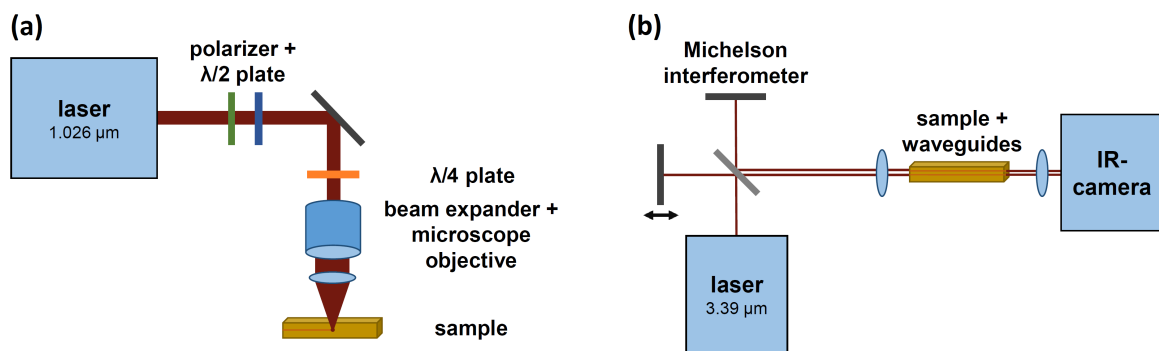 (a)
polarizer +
λ/2 plate
laser
1.026 µm
λ/4 plate
beam expander +
microscope
objective
sample
(b)
Michelson
interferometer
sample +
waveguides
IR-
camera
laser
3.39 µm